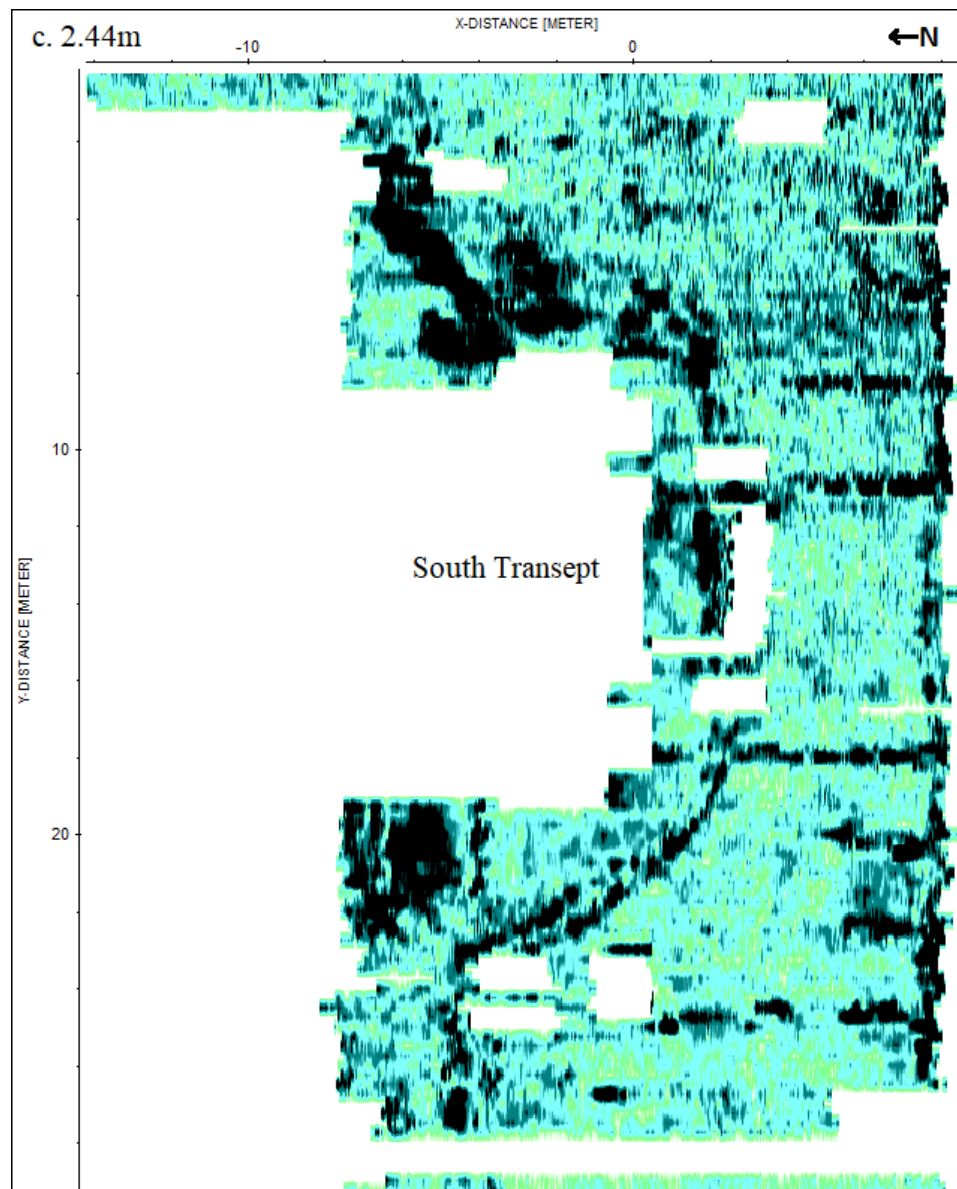 c. 2.44m
X-DISTANCE [METER]
←N
-10
0
10
South Transept
Y-DISTANCE [METER]
20